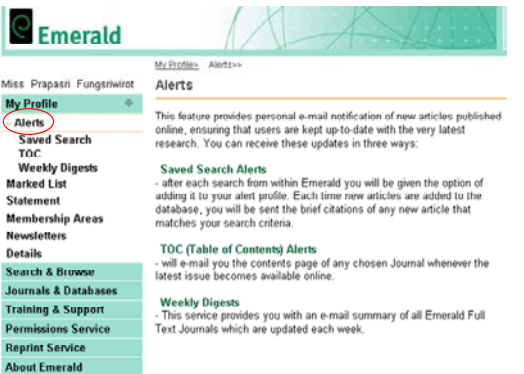 Emerald
Miss Prapasri Fungsriwirot
My Profile
Alerts
Saved Search
TOC
Weekly Digests
Marked List
Statement
Membership Areas
Newsletters
Details
Search & Browse
Journals & Databases
Training & Support
Permissions Service
Reprint Service
About Emerald
My Profile> Alerts>>
Alerts
This feature provides personal e-mail notification of new articles published
online, ensuring that users are kept up-to-date with the very latest
research. You can receive these updates in three ways:
Saved Search Alerts
- after each search from within Emerald you will be given the option of
adding it to your alert profile. Each time new articles are added to the
database, you will be sent the brief citations of any new article that
matches your search criteria.
TOC (Table of Contents) Alerts
- will e-mail you the contents page of any chosen Journal whenever the
latest issue becomes available online.
Weekly Digests
- This service provides you with an e-mail summary of all Emerald Full
Text Journals which are updated each week.